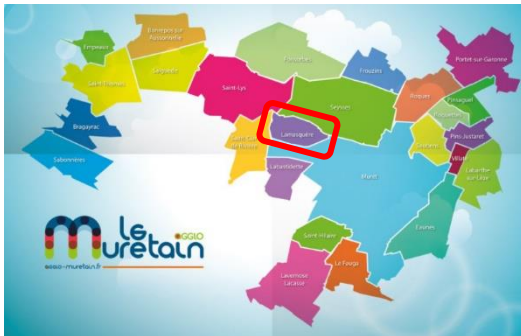 Empeaux
Bonrepos-sur
Aussonnelle
Saint-Thomas
Saiguède
Bragayrac
Sabonnères
Saint-Lys
Fonsorbes
Frouzins
Portet-sur-Garonne
Seysses
Roques
Pinsaguel
Roquettes
Lamasquère
Saint-Clar
de Rivière
Labastidette
Muret
Pins-Justaret
Villate
Labarthe
sur-Lèze
Eaunes
Saint-Hilaire
Le Fauga
Lavernose
Lacasse
le
muretain
AGGLO
agglo-muretain.fr